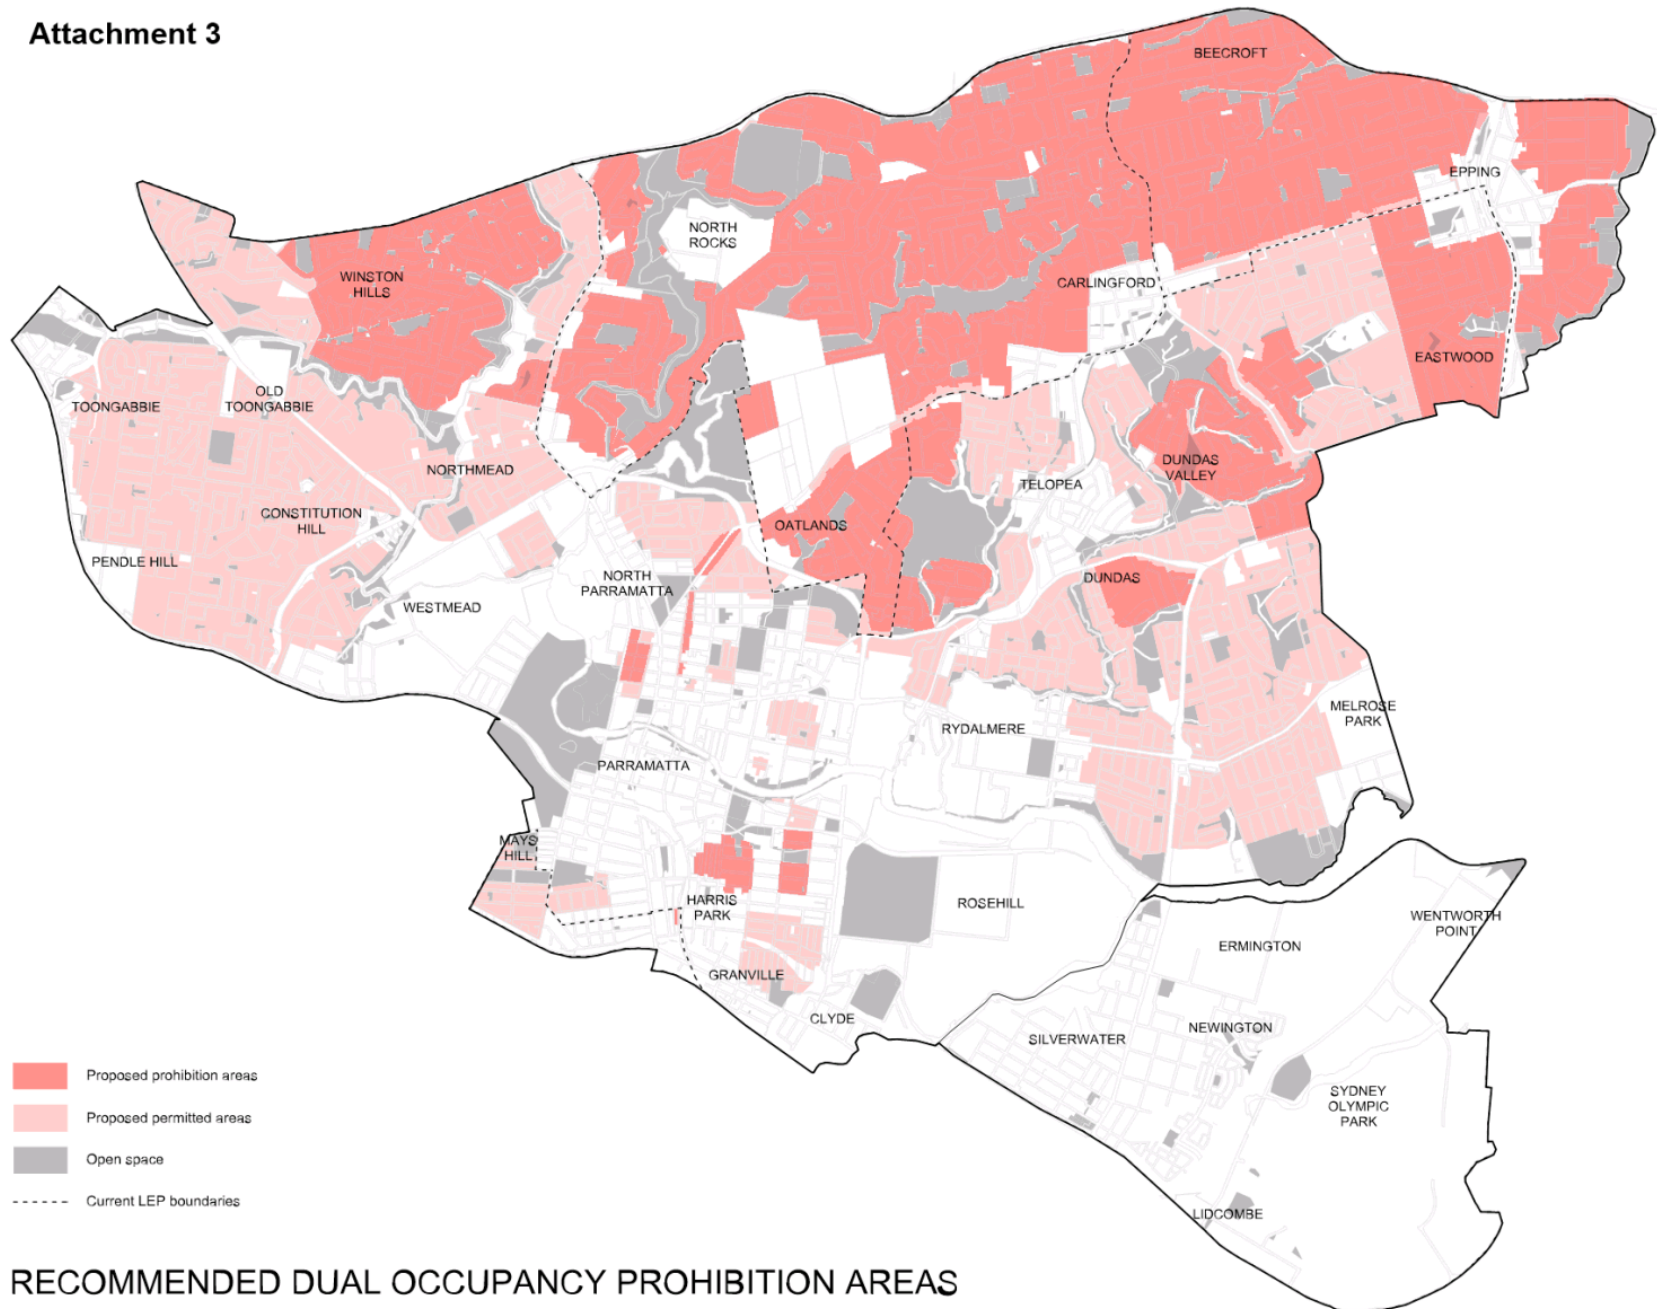 Attachment 3
BEECROFT
EPPING
NORTH
ROCKS
WINSTON
HILLS
CARLINGFORD
EASTWOOD
OLD
TOONGABBIE
TOONGABBIE
NORTHMEAD
DUNDAS
VALLEY
TELOPEA
CONSTITUTION
HILL
OATLANDS
PENDLE HILL
NORTH
PARRAMATTA
DUNDAS
WESTMEAD
MELROSE
PARK
RYDALMERE
PARRAMATTA
MAYS
HILL
HARRIS
PARK
ROSEHILL
WENTWORTH
POINT
ERMINGTON
GRANVILLE
CLYDE
SILVERWATER
NEWINGTON
SYDNEY
OLYMPIC
PARK
LIDCOMBE
Proposed prohibition areas
Proposed permitted areas
Open space
Current LEP boundaries
RECOMMENDED DUAL OCCUPANCY PROHIBITION AREAS